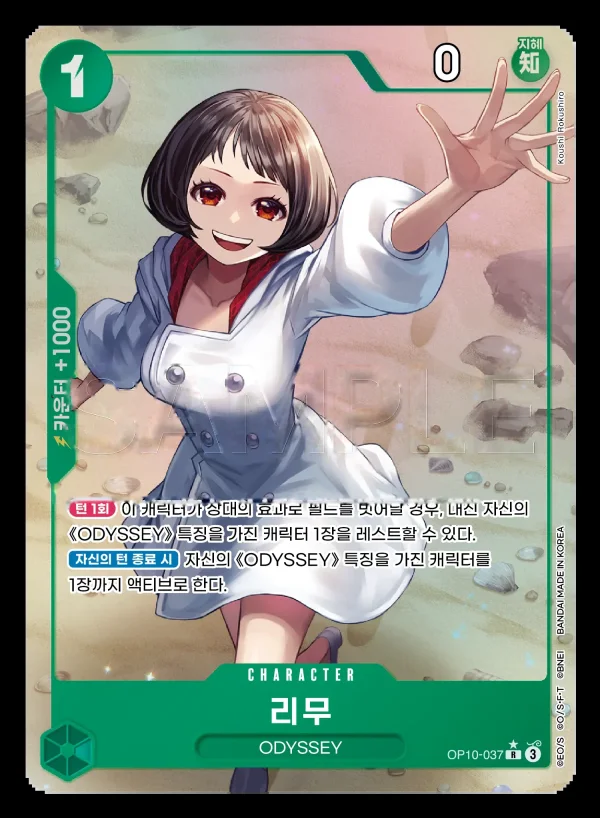 1
0
지혜
知
Koushi Rokushiro
카운터 +1000
SAMPLE
턴 1회 이 캐릭터가 상대의 효과로 필드를 벗어날 경우, 대신 자신의
《ODYSSEY》 특징을 가진 캐릭터 1장을 레스트할 수 있다.
자신의 턴 종료 시 자신의 《ODYSSEY》 특징을 가진 캐릭터를
1장까지 액티브로 한다.
CHARACTER
리무
ODYSSEY
OP10-037 R 3
©EO/S ©O/S·F·T ©BNEI BANDAI MADE IN KOREA